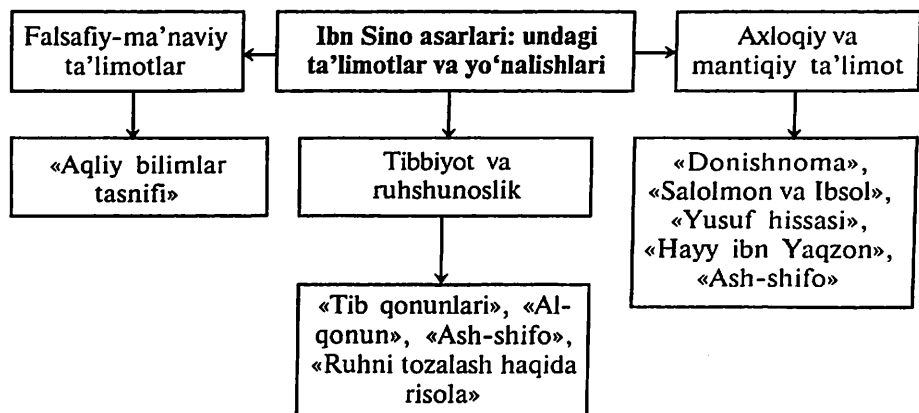 Falsafiy-ma'naviy
ta'limotlar
Ibn Sino asarlari: undagi
ta'limotlar va yo‘nalishlari
Axloqiy va
mantiqiy ta'limot
«Aqliy bilimlar
tasnifi»
Tibbiyot va
ruhshunoslik
«Donishnoma»,
«Salolmon va Ibsol»,
«Yusuf hissasi»,
«Hayy ibn Yaqzon»,
«Ash-shifo»
«Tib qonunlari», «Al-
qonun», «Ash-shifo»,
«Ruhni tozalash haqida
risola»